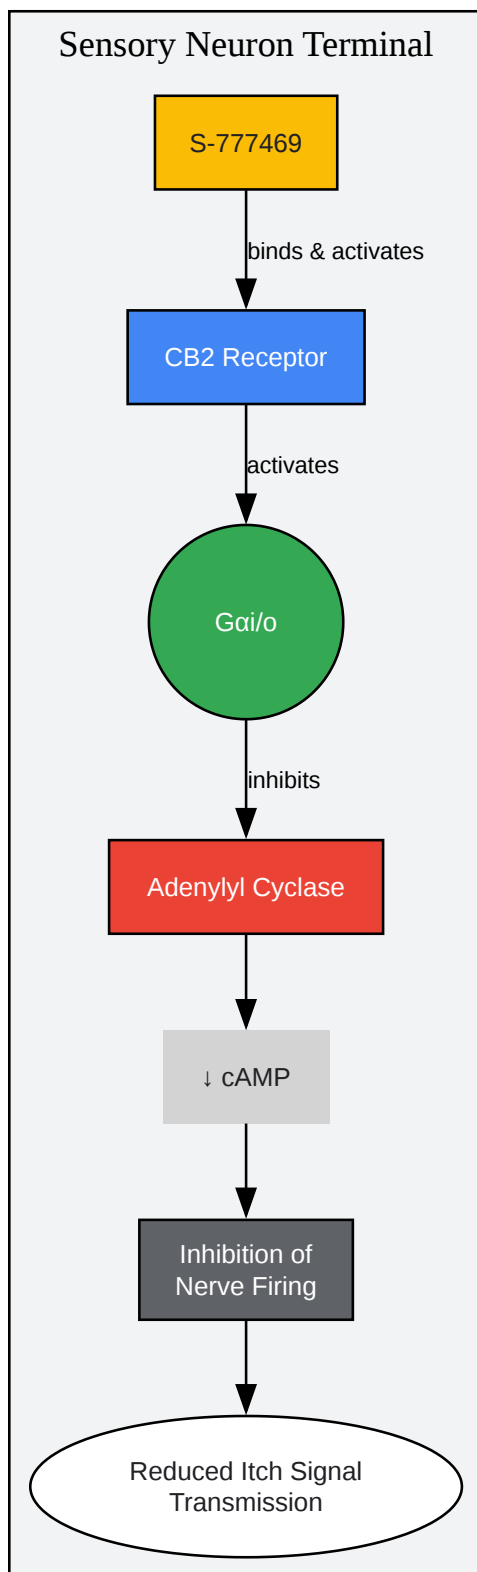 Sensory Neuron Terminal
S-777469
binds & activates
CB2 Receptor
activates
Gαi/o
inhibits
Adenylyl Cyclase
↓ cAMP
Inhibition of
Nerve Firing
Reduced Itch Signal
Transmission